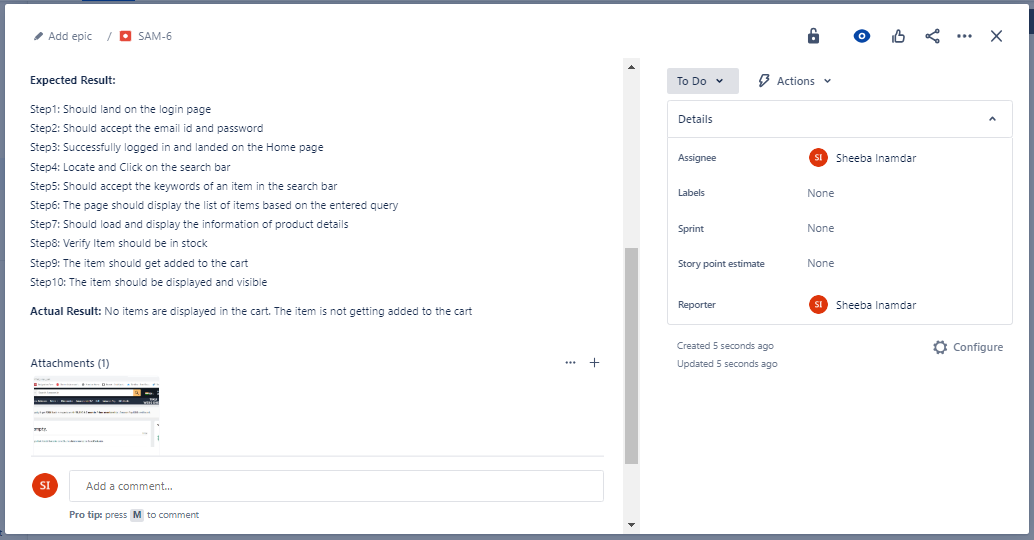 Add epic / SAM-6
Expected Result:
Step1: Should land on the login page
Step2: Should accept the email id and password
Step3: Successfully logged in and landed on the Home page
Step4: Locate and Click on the search bar
Step5: Should accept the keywords of an item in the search bar
Step6: The page should display the list of items based on the entered query
Step7: Should load and display the information of product details
Step8: Verify Item should be in stock
Step9: The item should get added to the cart
Step10: The item should be displayed and visible
Actual Result: No items are displayed in the cart. The item is not getting added to the cart
Attachments (1)
empty.
SI Add a comment...
Pro tip: press M to comment
To Do Actions
Details
Assignee SI Sheeba Inamdar
Labels None
Sprint None
Story point estimate None
Reporter SI Sheeba Inamdar
Created 5 seconds ago Configure
Updated 5 seconds ago